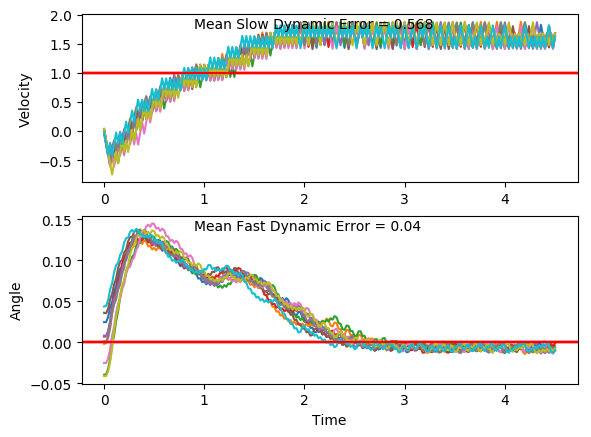 Mean Slow Dynamic Error = 0.568
2.0
1.5
1.0
0.5
0.0
−0.5
Velocity
0 1 2 3 4
Mean Fast Dynamic Error = 0.04
0.15
0.10
0.05
0.00
−0.05
Angle
0 1 2 3 4
Time